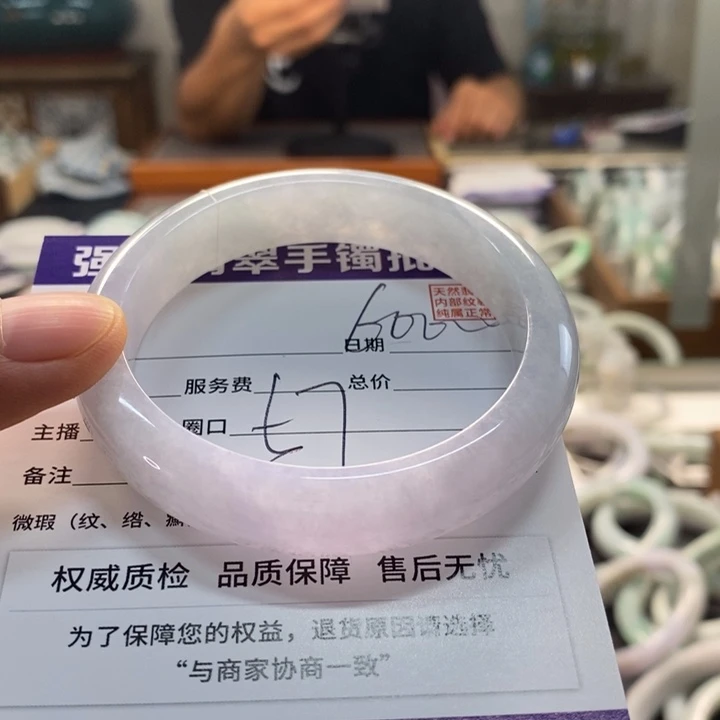 强 翠手镯批
天然
内部纹
纯属正常
日期
服务费 总价
圈口 57
主播
备注
微瑕（纹、绺、
权威质检 品质保障 售后无忧
为了保障您的权益，退货原因请选择
“与商家协商一致”